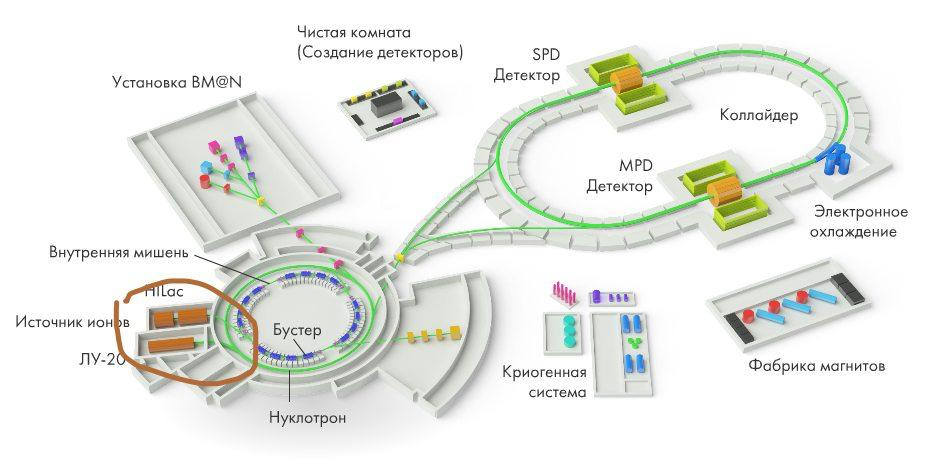 Чистая комната
(Создание детекторов)
SPD
Детектор
Установка BM@N
Коллайдер
MPD
Детектор
Электронное
охлаждение
Внутренняя мишень
HILac
Источник ионов
Бустер
ЛУ-20
Нуклотрон
Криогенная
система
Фабрика магнитов